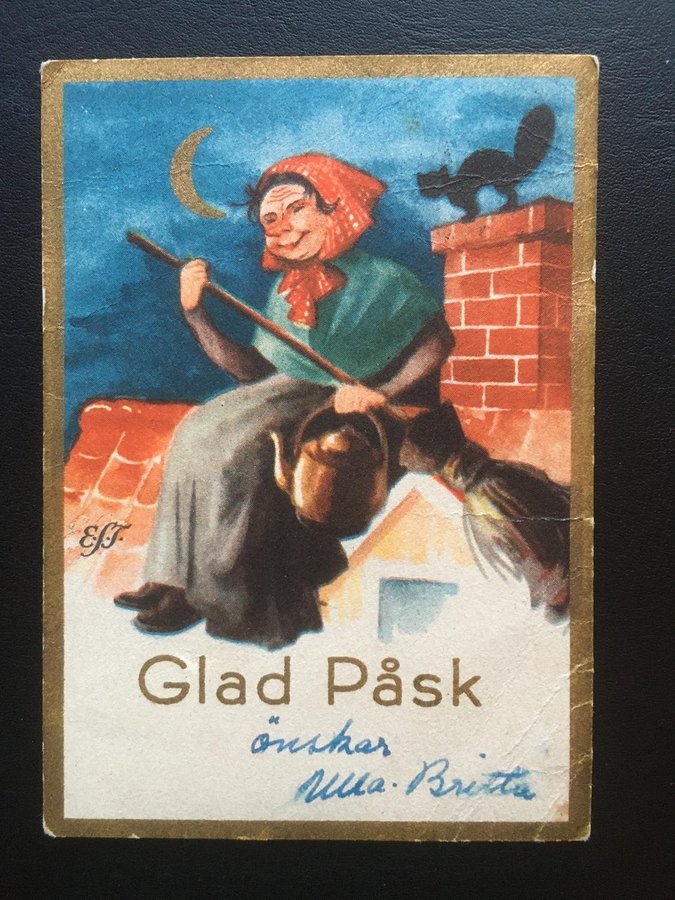 E.S.T.
Glad Påsk
önskar
Ulla-Britta